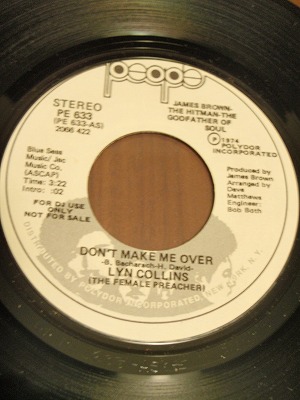 people
STEREO
PE 633
(PE 633-AS)
2066 422
JAMES BROWN-
THE HITMAN-THE
GODFATHER OF
SOUL
Ⓟ 1974
POLYDOR
INCORPORATED
Blue Seas
Music/ Jac
Music Co.
(ASCAP)
Time: 3:22
Intro: :02
FOR DJ USE
ONLY
NOT FOR SALE
Produced by
James Brown
Arranged by
Dave
Matthews
Engineer:
Bob Both
DON'T MAKE ME OVER
-B. Bacharach-H. David-
LYN COLLINS
(THE FEMALE PREACHER)
DISTRIBUTED BY POLYDOR INCORPORATED NEW YORK, N.Y.